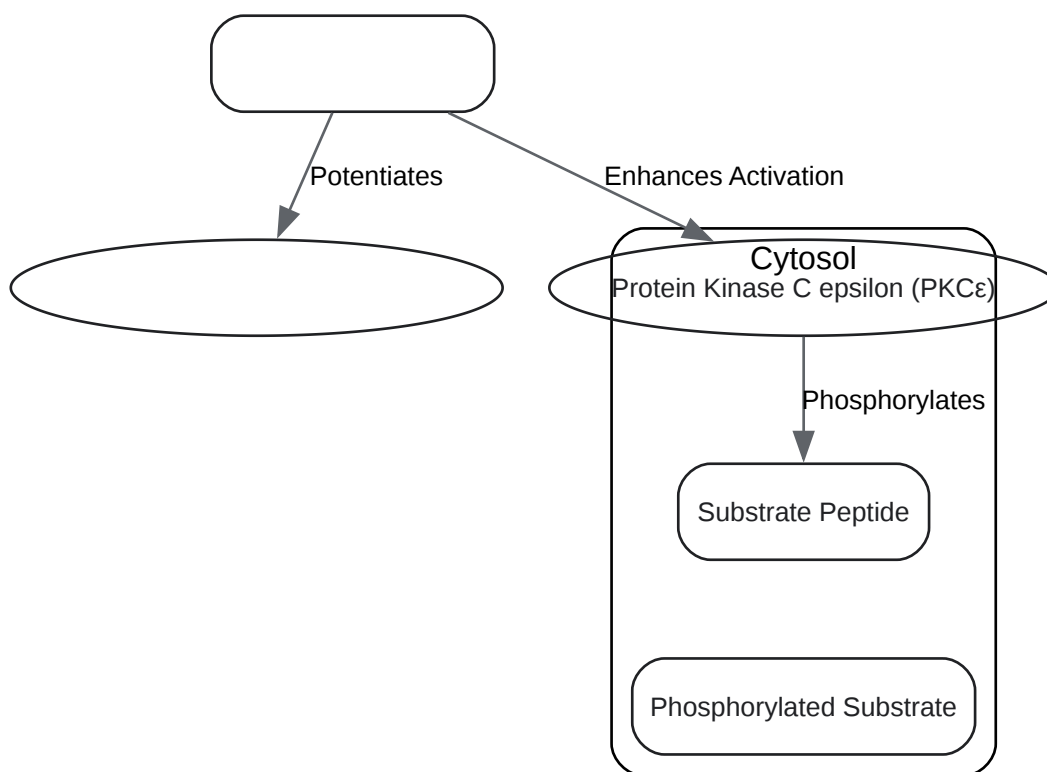 Potentiates
Enhances Activation
Cytosol
Protein Kinase C epsilon (PKCε)
Phosphorylates
Substrate Peptide
Phosphorylated Substrate